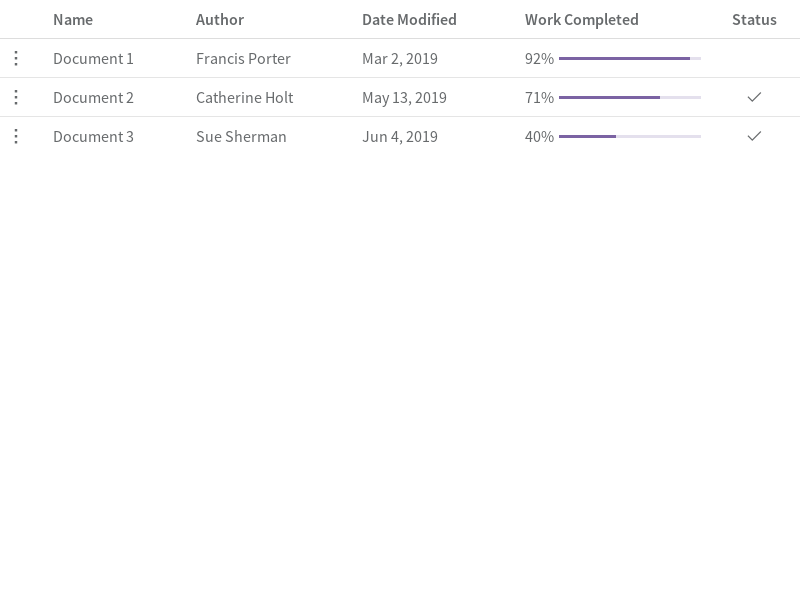 Name Author Date Modified Work Completed Status
Document 1 Francis Porter Mar 2, 2019 92%
Document 2 Catherine Holt May 13, 2019 71%
Document 3 Sue Sherman Jun 4, 2019 40%